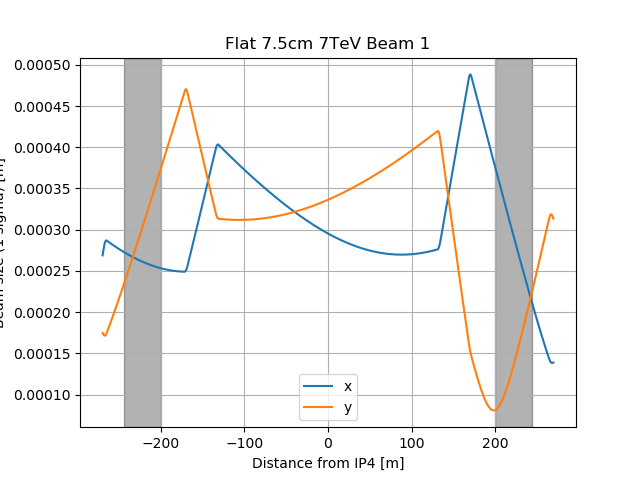 Flat 7.5cm 7TeV Beam 1
0.00050
0.00045
0.00040
0.00035
0.00030
0.00025
0.00020
0.00015
0.00010
Beam size (1 sigma) [m]
x
y
−200
−100
0
100
200
Distance from IP4 [m]